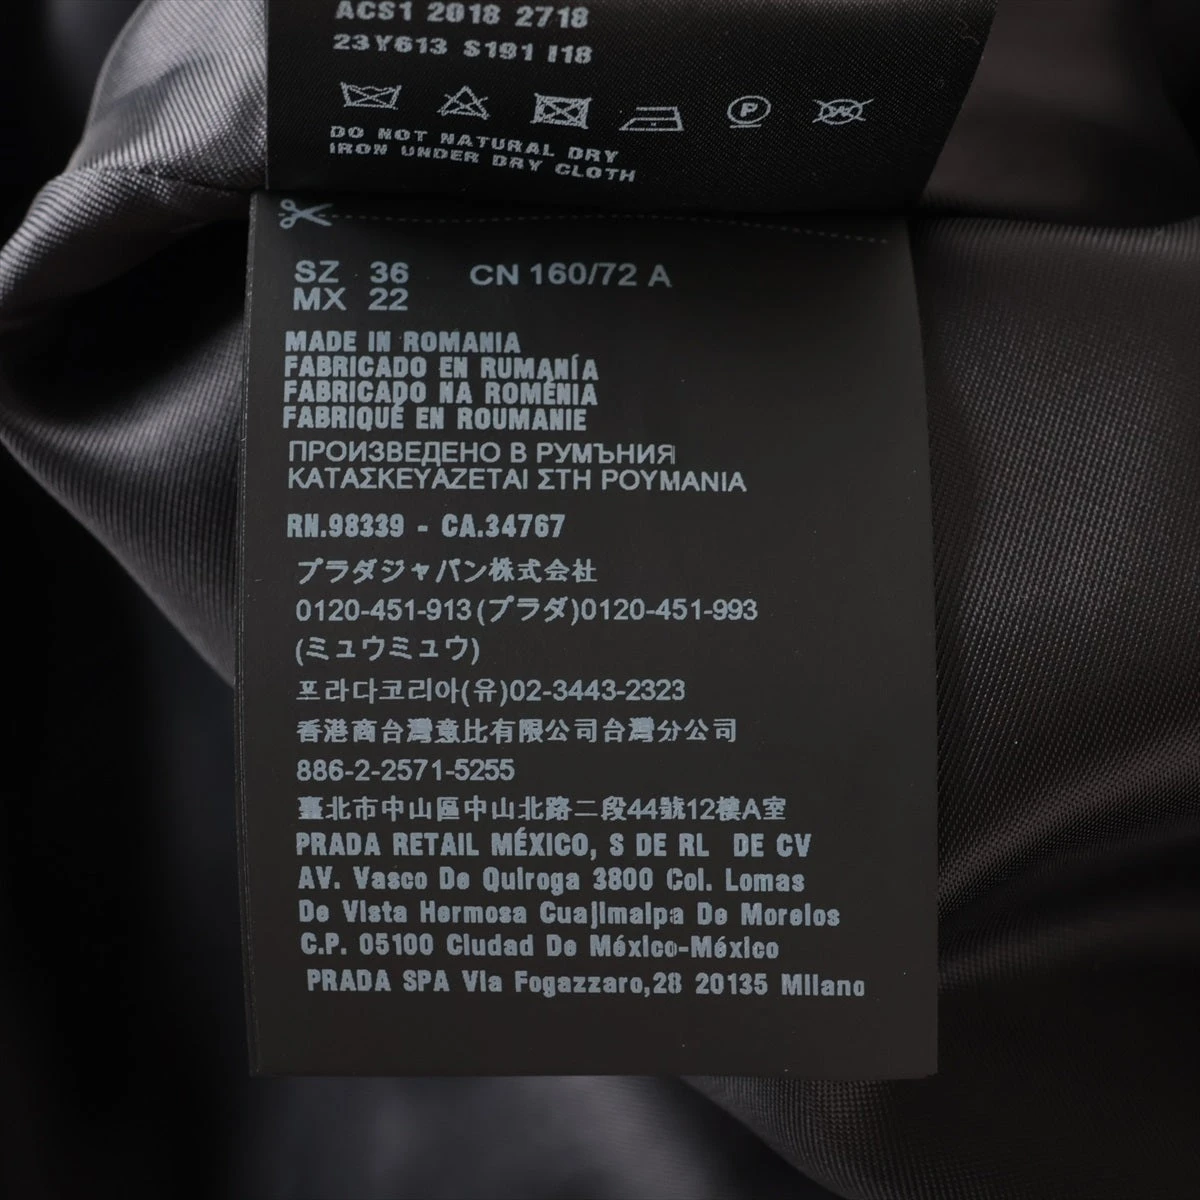 ACS1 2018 2718
23Y613 S191 I18
DO NOT NATURAL DRY
IRON UNDER DRY CLOTH
SZ 36 CN 160/72 A
MX 22
MADE IN ROMANIA
FABRICADO EN RUMANÍA
FABRICADO NA ROMÉNIA
FABRIQUÉ EN ROUMANIE
ПРОИЗВЕДЕНО В РУМЪНИЯ
ΚΑΤΑΣΚΕΥΑΖΕΤΑΙ ΣΤΗ ΡΟΥΜΑΝΙΑ
RN.98339 - CA.34767
プラダジャパン株式会社
0120-451-913(プラダ)0120-451-993
(ミュウミュウ)
프라다코리아(유)02-3443-2323
香港商台灣意比有限公司台灣分公司
886-2-2571-5255
臺北市中山區中山北路二段44號12樓A室
PRADA RETAIL MÉXICO, S DE RL DE CV
AV. Vasco De Quiroga 3800 Col. Lomas
De Vista Hermosa Cuajimalpa De Morelos
C.P. 05100 Ciudad De México-México
PRADA SPA Via Fogazzaro,28 20135 Milano